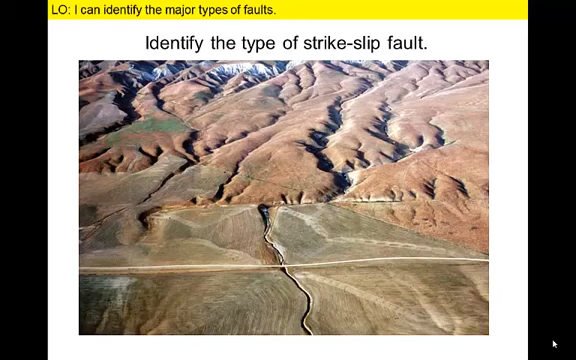 LO: I can identify the major types of faults.
Identify the type of strike-slip fault.